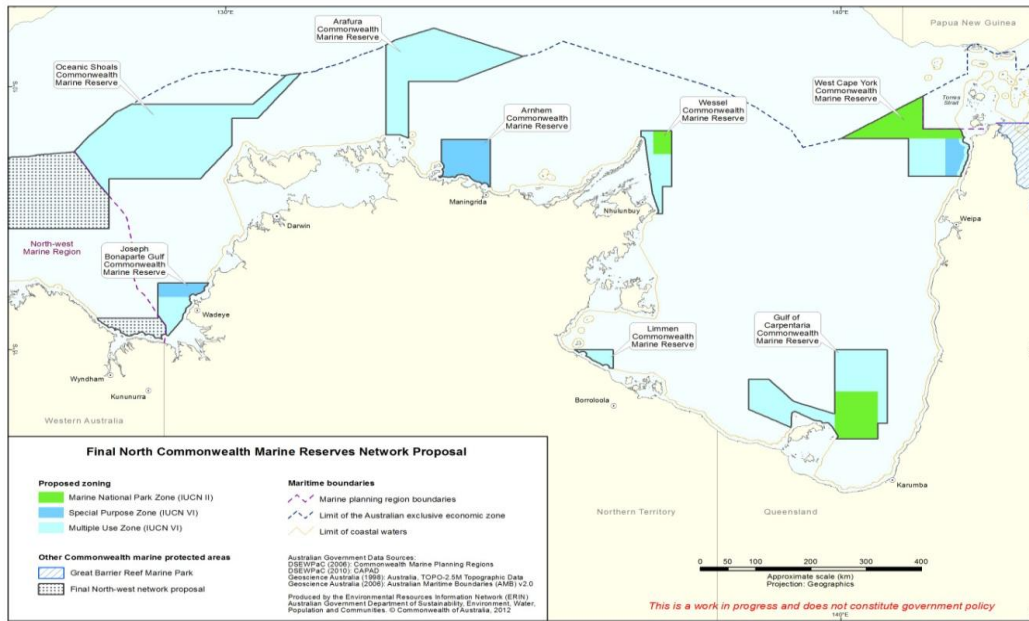 130°E
140°E
Papua New Guinea
Arafura
Commonwealth
Marine Reserve
Oceanic Shoals
Commonwealth
Marine Reserve
10°S
West Cape York
Commonwealth
Marine Reserve
Torres
Strait
Arnhem
Commonwealth
Marine Reserve
Wessel
Commonwealth
Marine Reserve
Maningrida
Nhulunbuy
Weipa
Darwin
North-west
Marine Region
Joseph
Bonaparte Gulf
Commonwealth
Marine Reserve
Wadeye
Limmen
Commonwealth
Marine Reserve
Gulf of
Carpentaria
Commonwealth
Marine Reserve
15°S
Wyndham
Kununurra
Borroloola
Western Australia
Karumba
Northern Territory
Queensland
Final North Commonwealth Marine Reserves Network Proposal
Proposed zoning
Marine National Park Zone (IUCN II)
Special Purpose Zone (IUCN VI)
Multiple Use Zone (IUCN VI)
Other Commonwealth marine protected areas
Great Barrier Reef Marine Park
Final North-west network proposal
Maritime boundaries
Marine planning region boundaries
Limit of the Australian exclusive economic zone
Limit of coastal waters
Australian Government Data Sources:
DSEWPaC (2006): Commonwealth Marine Planning Regions
DSEWPaC (2010): CAPAD
Geoscience Australia (1998): Australia, TOPO-2.5M Topographic Data
Geoscience Australia (2006): Australian Maritime Boundaries (AMB) v2.0
Produced by the Environmental Resources Information Network (ERIN)
Australian Government Department of Sustainability, Environment, Water,
Population and Communities. © Commonwealth of Australia, 2012
0 50 100 200 300 400
Approximate scale (km)
Projection: Geographics
This is a work in progress and does not constitute government policy
140°E